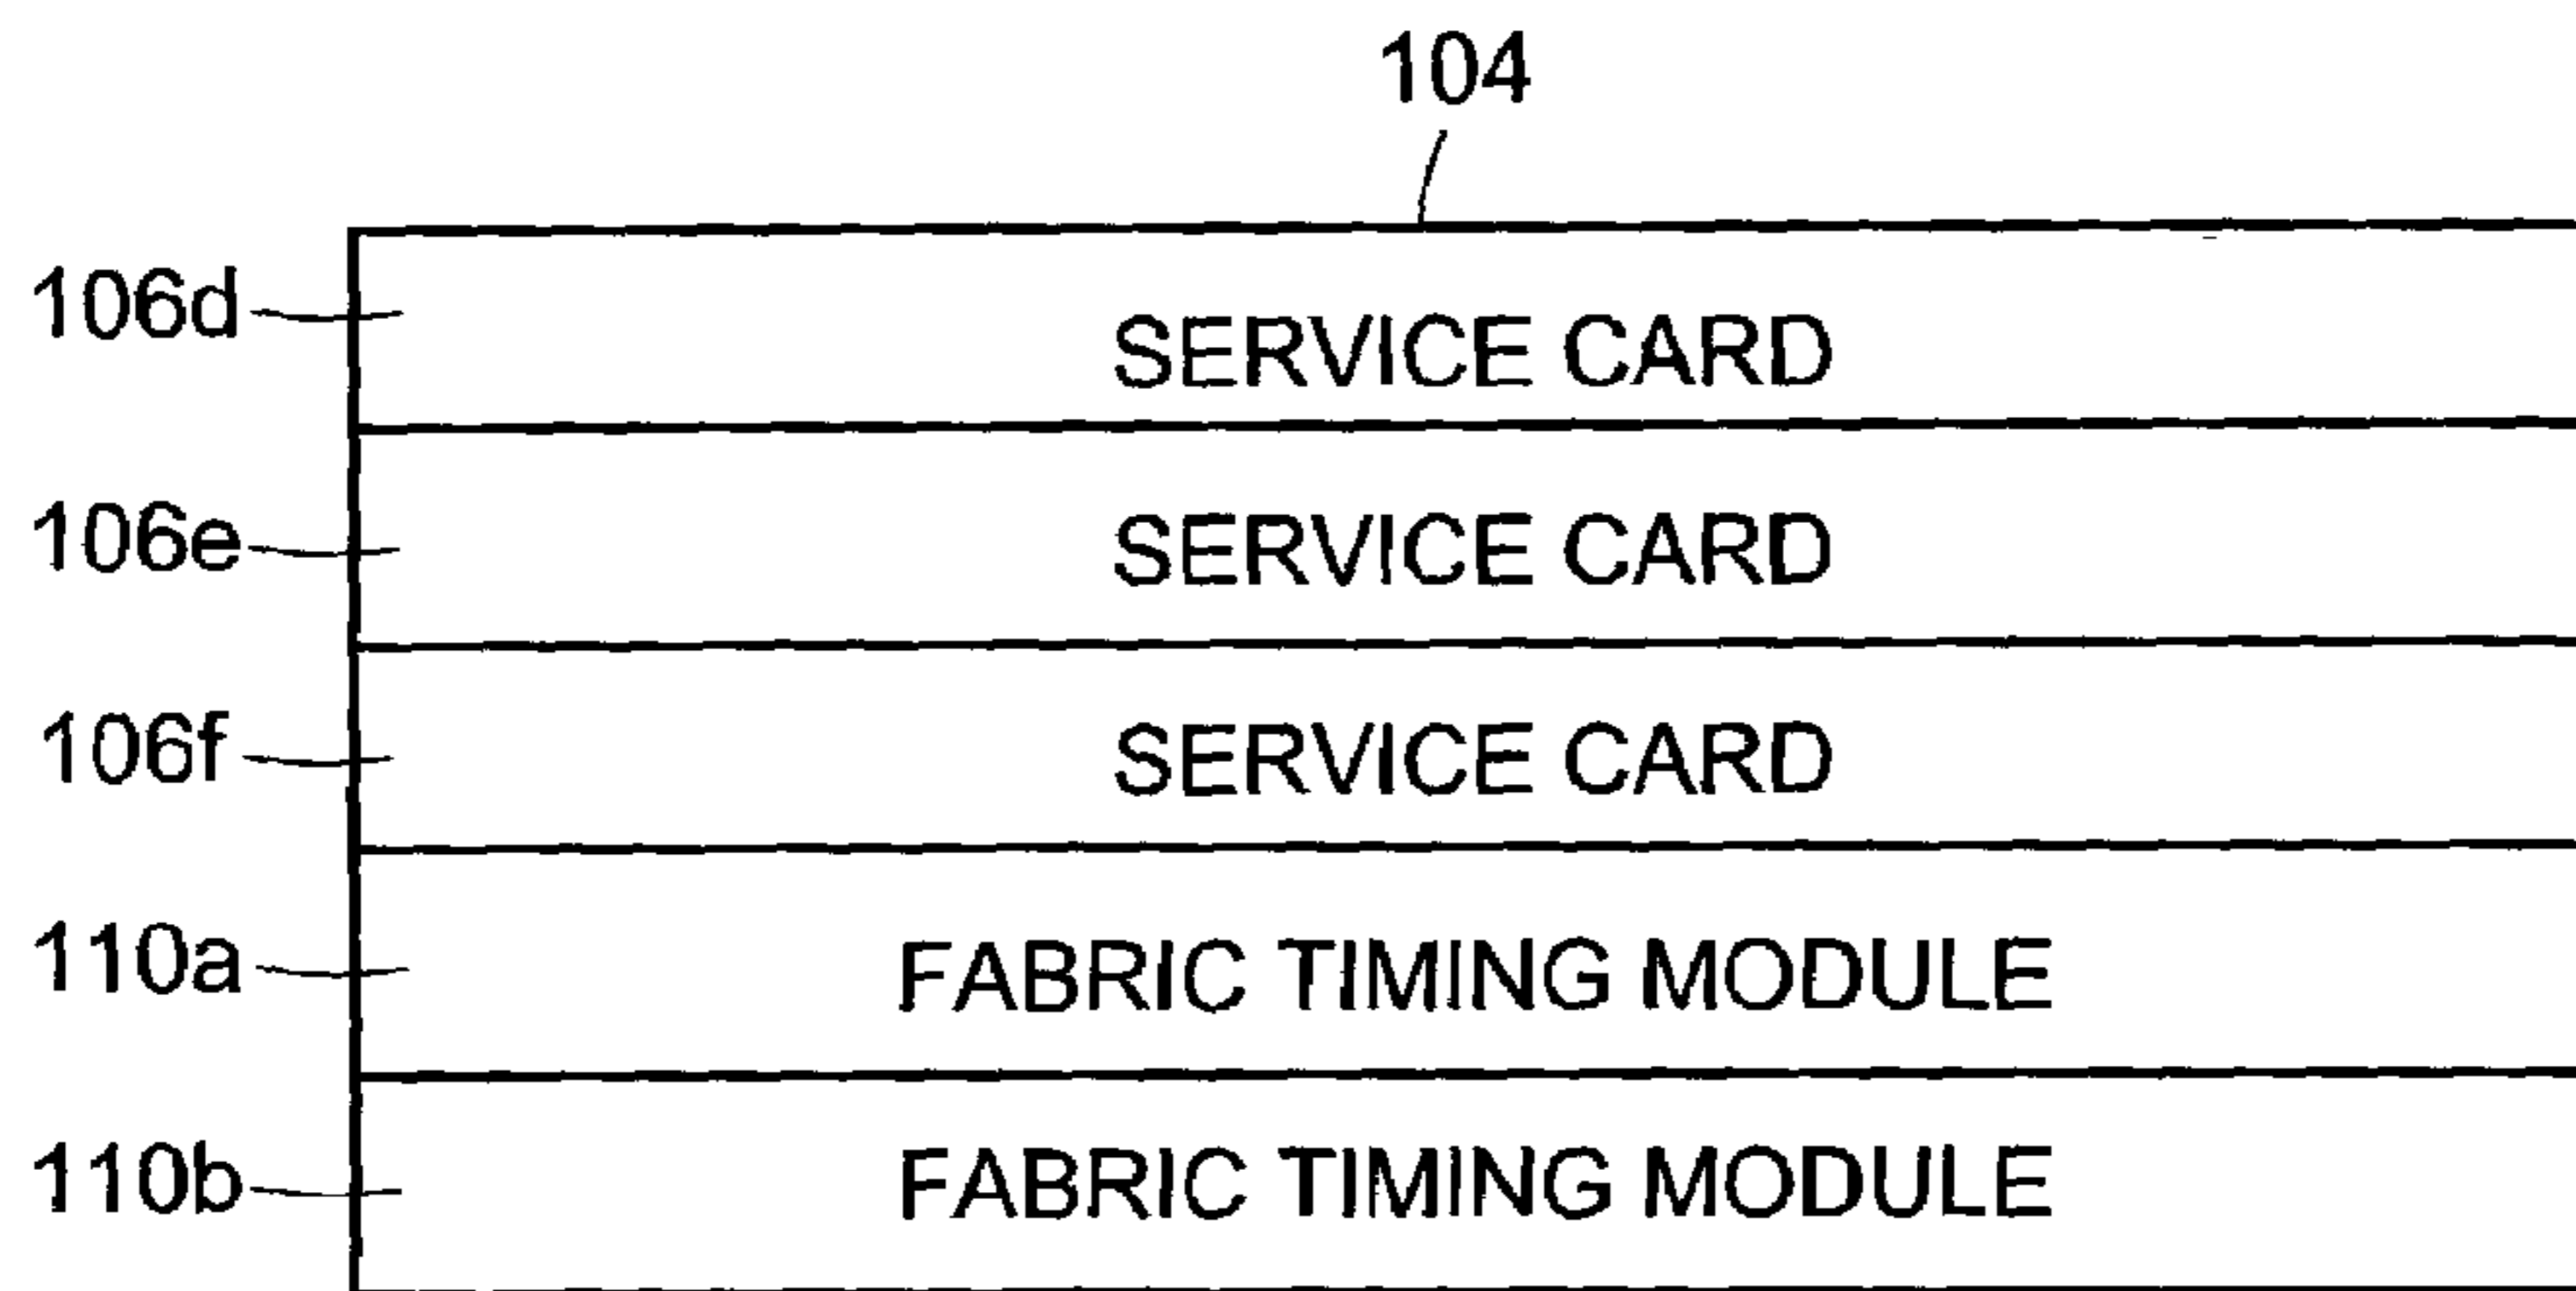 104
106d SERVICE CARD
106e SERVICE CARD
106f SERVICE CARD
110a FABRIC TIMING MODULE
110b FABRIC TIMING MODULE